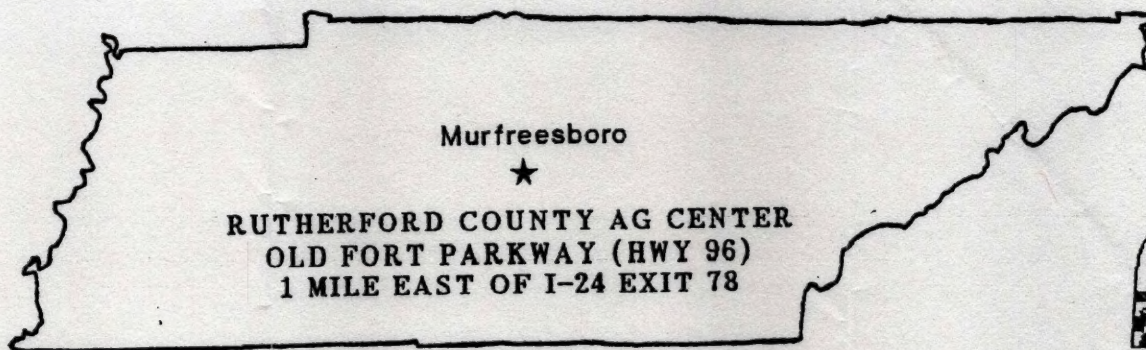 Murfreesboro
RUTHERFORD COUNTY AG CENTER
OLD FORT PARKWAY (HWY 96)
1 MILE EAST OF I-24 EXIT 78